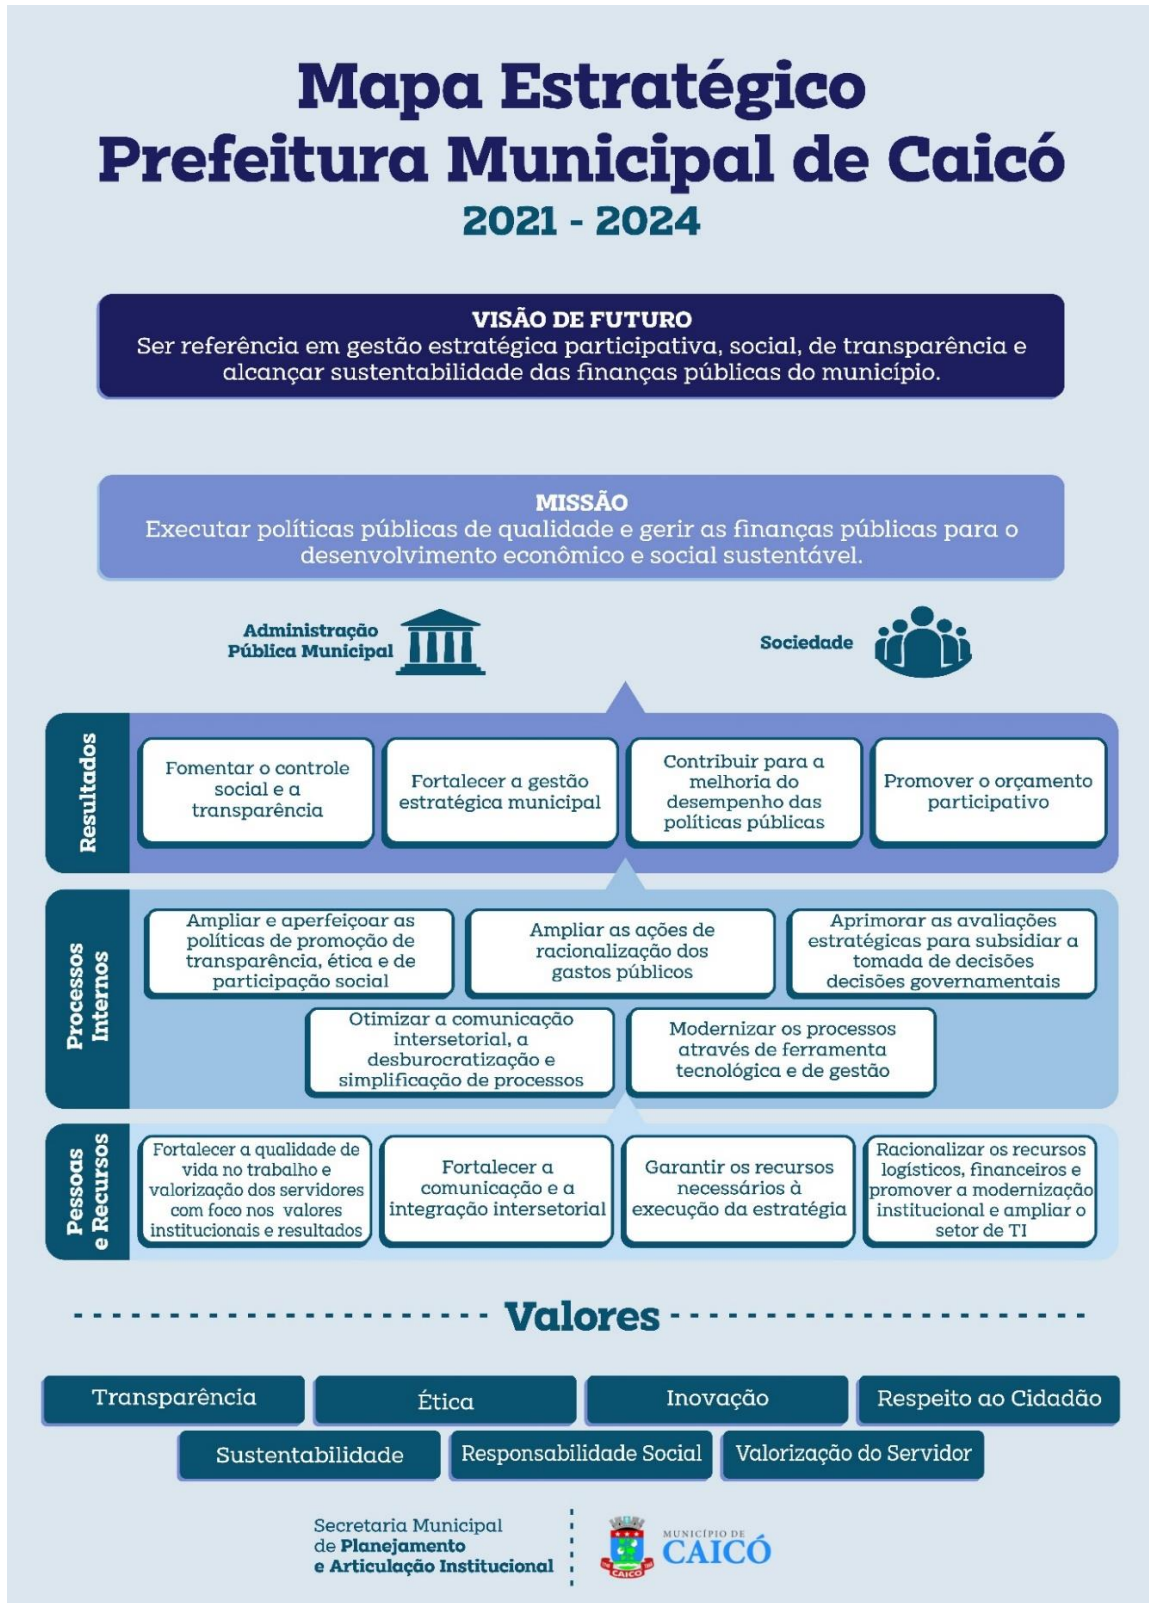 Mapa Estratégico
Prefeitura Municipal de Caicó
2021 - 2024
VISÃO DE FUTURO
Ser referência em gestão estratégica participativa, social, de transparência e
alcançar sustentabilidade das finanças públicas do município.
MISSÃO
Executar políticas públicas de qualidade e gerir as finanças públicas para o
desenvolvimento econômico e social sustentável.
Administração
Pública Municipal
Sociedade
Resultados
Fomentar o controle
social e a
transparência
Fortalecer a gestão
estratégica municipal
Contribuir para a
melhoria do
desempenho das
políticas públicas
Promover o orçamento
participativo
Processos
Internos
Ampliar e aperfeiçoar as
políticas de promoção de
transparência, ética e de
participação social
Ampliar as ações de
racionalização dos
gastos públicos
Aprimorar as avaliações
estratégicas para subsidiar a
tomada de decisões
decisões governamentais
Otimizar a comunicação
intersetorial, a
desburocratização e
simplificação de processos
Modernizar os processos
através de ferramenta
tecnológica e de gestão
Pessoas
e Recursos
Fortalecer a qualidade de
vida no trabalho e
valorização dos servidores
com foco nos valores
institucionais e resultados
Fortalecer a
comunicação e a
integração intersetorial
Garantir os recursos
necessários à
execução da estratégia
Racionalizar os recursos
logísticos, financeiros e
promover a modernização
institucional e ampliar o
setor de TI
Valores
Transparência
Ética
Inovação
Respeito ao Cidadão
Sustentabilidade
Responsabilidade Social
Valorização do Servidor
Secretaria Municipal
de Planejamento
e Articulação Institucional
CAICÓ
MUNICÍPIO DE
CAICÓ